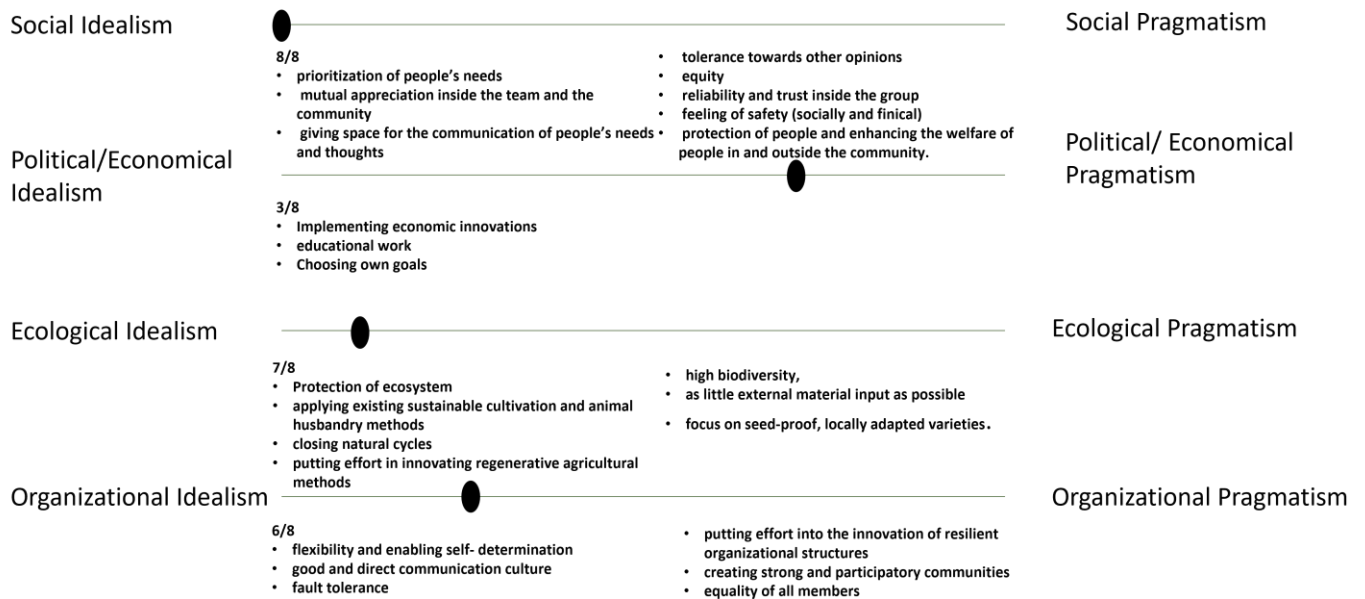 Social Idealism
Social Pragmatism
8/8
• prioritization of people's needs
• mutual appreciation inside the team and the
community
• giving space for the communication of people's needs
and thoughts
• tolerance towards other opinions
• equity
• reliability and trust inside the group
• feeling of safety (socially and finical)
• protection of people and enhancing the welfare of
people in and outside the community.
Political/Economical
Idealism
Political/ Economical
Pragmatism
3/8
• Implementing economic innovations
• educational work
• Choosing own goals
Ecological Idealism
Ecological Pragmatism
7/8
• Protection of ecosystem
• applying existing sustainable cultivation and animal
husbandry methods
• closing natural cycles
• putting effort in innovating regenerative agricultural
methods
• high biodiversity,
• as little external material input as possible
• focus on seed-proof, locally adapted varieties.
Organizational Idealism
Organizational Pragmatism
6/8
• flexibility and enabling self- determination
• good and direct communication culture
• fault tolerance
• putting effort into the innovation of resilient
organizational structures
• creating strong and participatory communities
• equality of all members